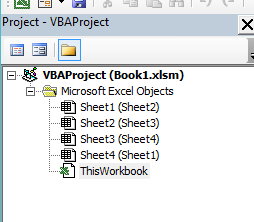 Project - VBAProject
VBAProject (Book1.xlsm)
Microsoft Excel Objects
Sheet1 (Sheet2)
Sheet2 (Sheet3)
Sheet3 (Sheet4)
Sheet4 (Sheet1)
ThisWorkbook